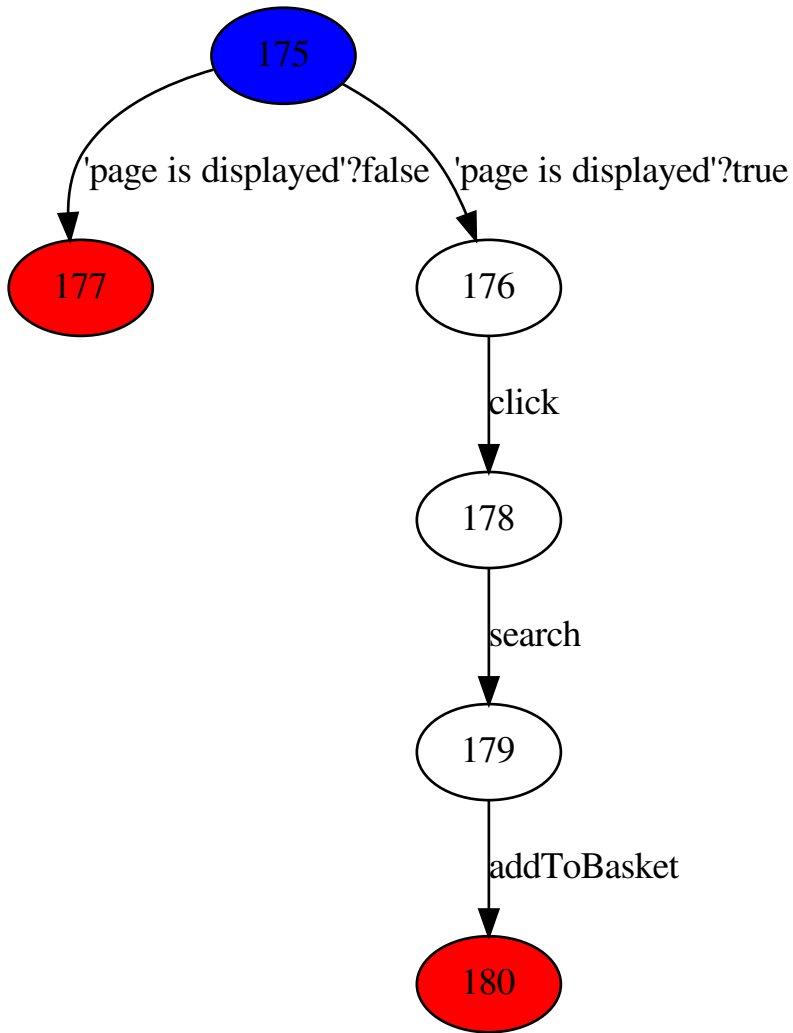 175
'page is displayed'?false
'page is displayed'?true
177
176
click
178
search
179
addToBasket
180